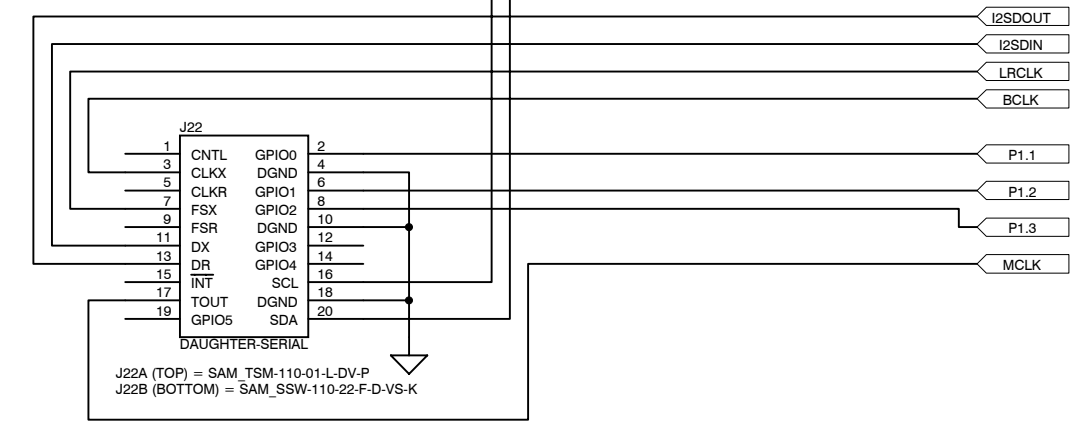 I2SDOUT
I2SDIN
LRCLK
BCLK
J22
1 CNTL GPIO0 2 P1.1
3 CLKX DGND 4
5 CLKR GPIO1 6 P1.2
7 FSX GPIO2 8
9 FSR DGND 10 P1.3
11 DX GPIO3 12
13 DR GPIO4 14 MCLK
15 INT SCL 16
17 TOUT DGND 18
19 GPIO5 SDA 20
DAUGHTER-SERIAL
J22A (TOP) = SAM_TSM-110-01-L-DV-P
J22B (BOTTOM) = SAM_SSW-110-22-F-D-VS-K